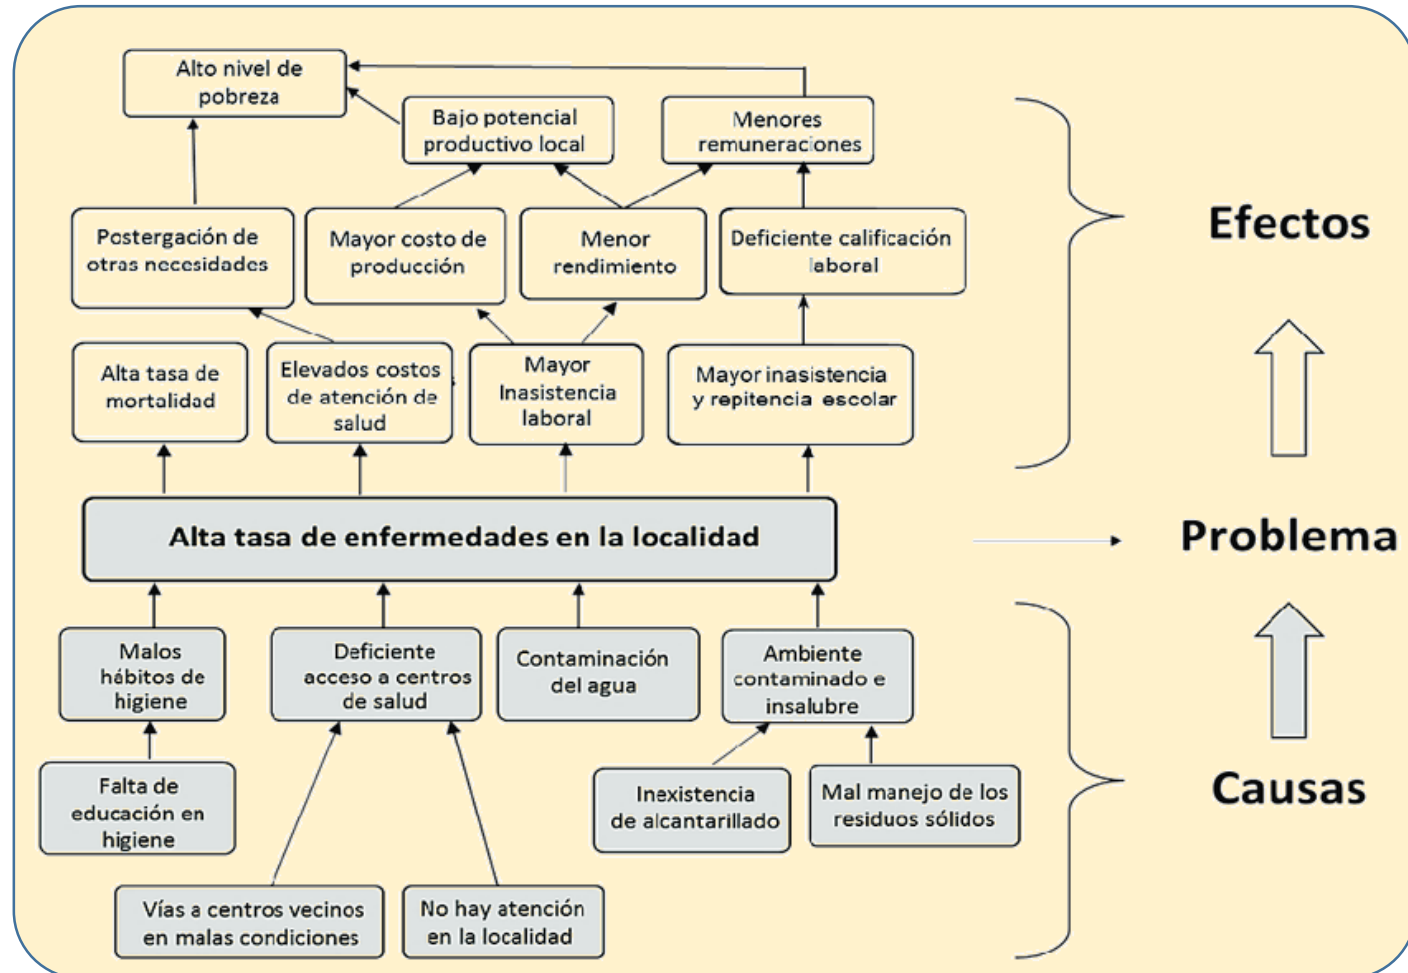 Alto nivel de
pobreza
Bajo potencial
productivo local
Menores
remuneraciones
Postergación de
otras necesidades
Mayor costo de
producción
Menor
rendimiento
Deficiente calificación
laboral
Efectos
Alta tasa de
mortalidad
Elevados costos
de atención de
salud
Mayor
Inasistencia
laboral
Mayor inasistencia
y repitencia escolar
Alta tasa de enfermedades en la localidad
Problema
Malos
hábitos de
higiene
Deficiente
acceso a centros
de salud
Contaminación
del agua
Ambiente
contaminado e
insalubre
Falta de
educación en
higiene
Inexistencia
de alcantarillado
Mal manejo de los
residuos sólidos
Causas
Vías a centros vecinos
en malas condiciones
No hay atención
en la localidad